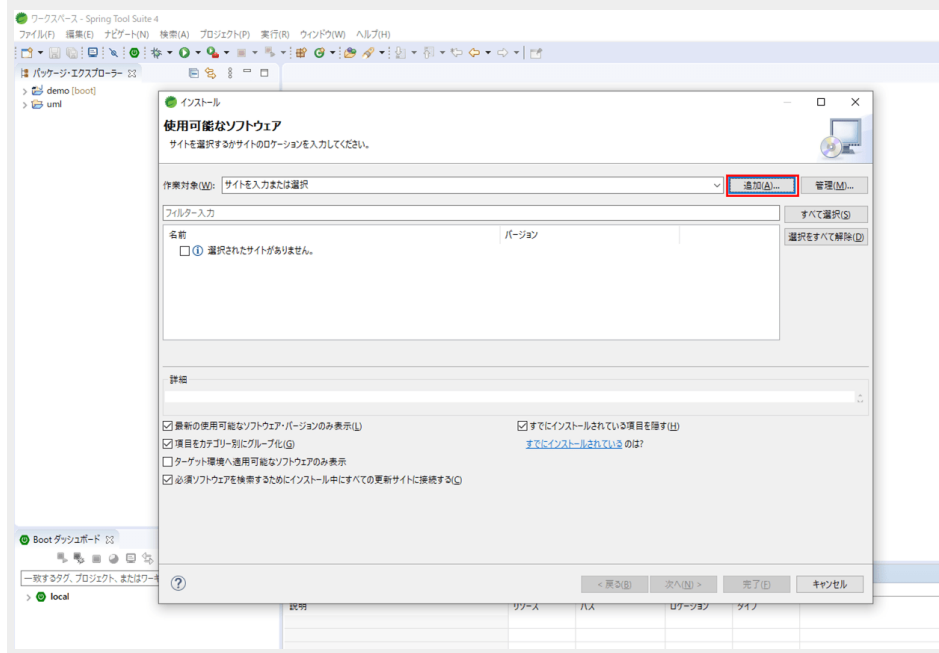 ワークスペース - Spring Tool Suite 4
ファイル(F) 編集(E) ナビゲート(N) 検索(A) プロジェクト(P) 実行(R) ウィンドウ(W) ヘルプ(H)
パッケージ・エクスプローラー
demo [boot]
uml
インストール
使用可能なソフトウェア
サイトを選択するかサイトのロケーションを入力してください。
作業対象(W): サイトを入力または選択 追加(A)... 管理(M)...
フィルター入力 すべて選択(S)
名前 バージョン 選択をすべて解除(D)
選択されたサイトがありません。
詳細
最新の使用可能なソフトウェア・バージョンのみ表示(L) すでにインストールされている項目を隠す(H)
項目をカテゴリー別にグループ化(G) すでにインストールされている のは?
ターゲット環境へ適用可能なソフトウェアのみ表示
必須ソフトウェアを検索するためにインストール中にすべての更新サイトに接続する(C)
Boot ダッシュボード
一致するタグ、プロジェクト、またはワーキ
? < 戻る(B) 次へ(N) > 完了(F) キャンセル
local
説明 リソース パス ロケーション タイプ